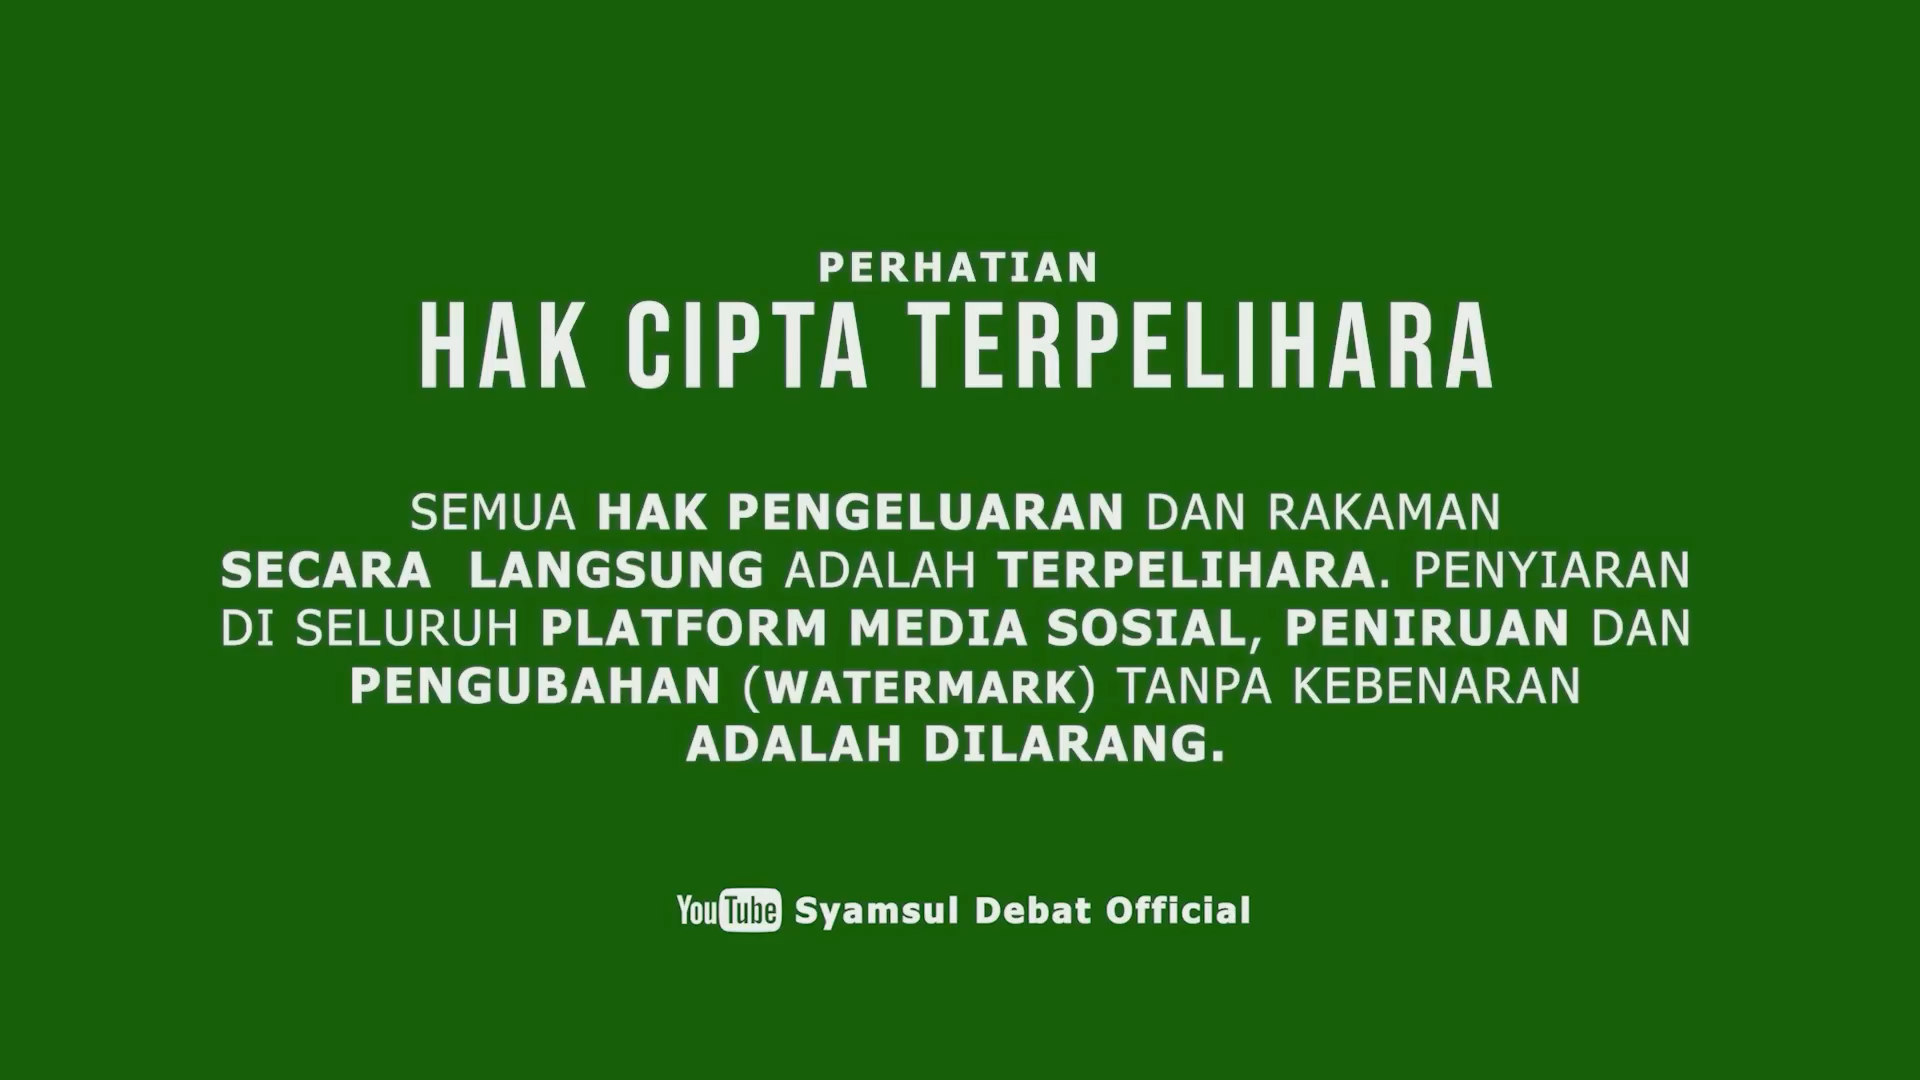 PERHATIAN
HAK CIPTA TERPELIHARA
SEMUA HAK PENGELUARAN DAN RAKAMAN
SECARA LANGSUNG ADALAH TERPELIHARA. PENYIARAN
DI SELURUH PLATFORM MEDIA SOSIAL, PENIRUAN DAN
PENGUBAHAN (WATERMARK) TANPA KEBENARAN
ADALAH DILARANG.
YouTube Syamsul Debat Official